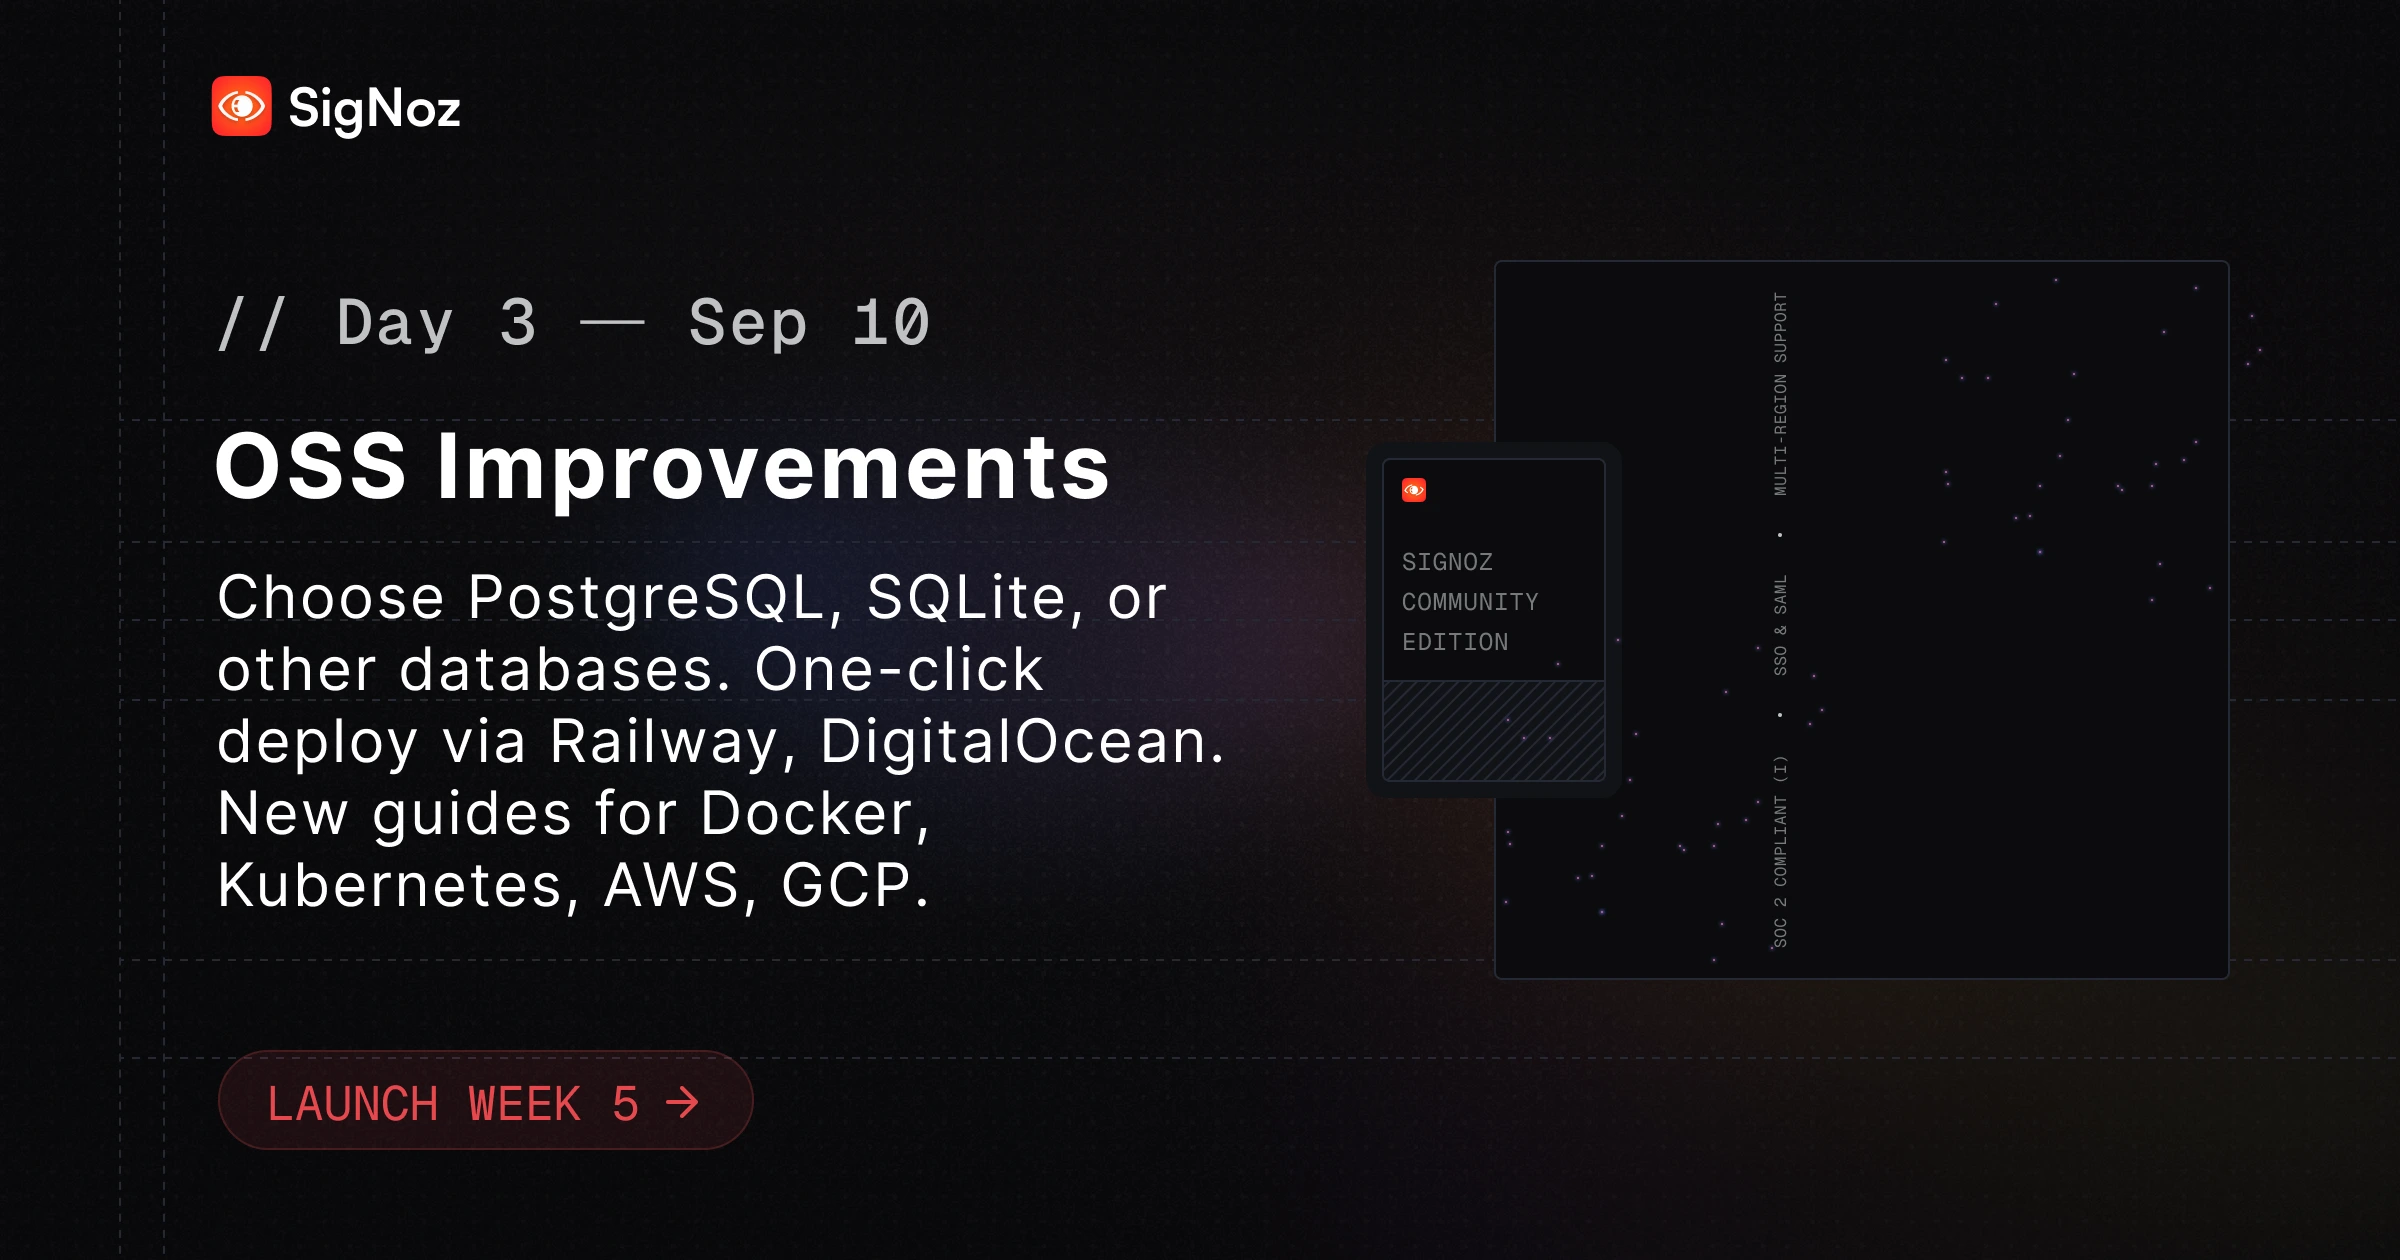 SigNoz
// Day 3 — Sep 10
OSS Improvements
Choose PostgreSQL, SQLite, or
other databases. One-click
deploy via Railway, DigitalOcean.
New guides for Docker,
Kubernetes, AWS, GCP.
LAUNCH WEEK 5 →
SIGNOZ
COMMUNITY
EDITION
SOC 2 COMPLIANT (I) • SSO & SAML • MULTI-REGION SUPPORT